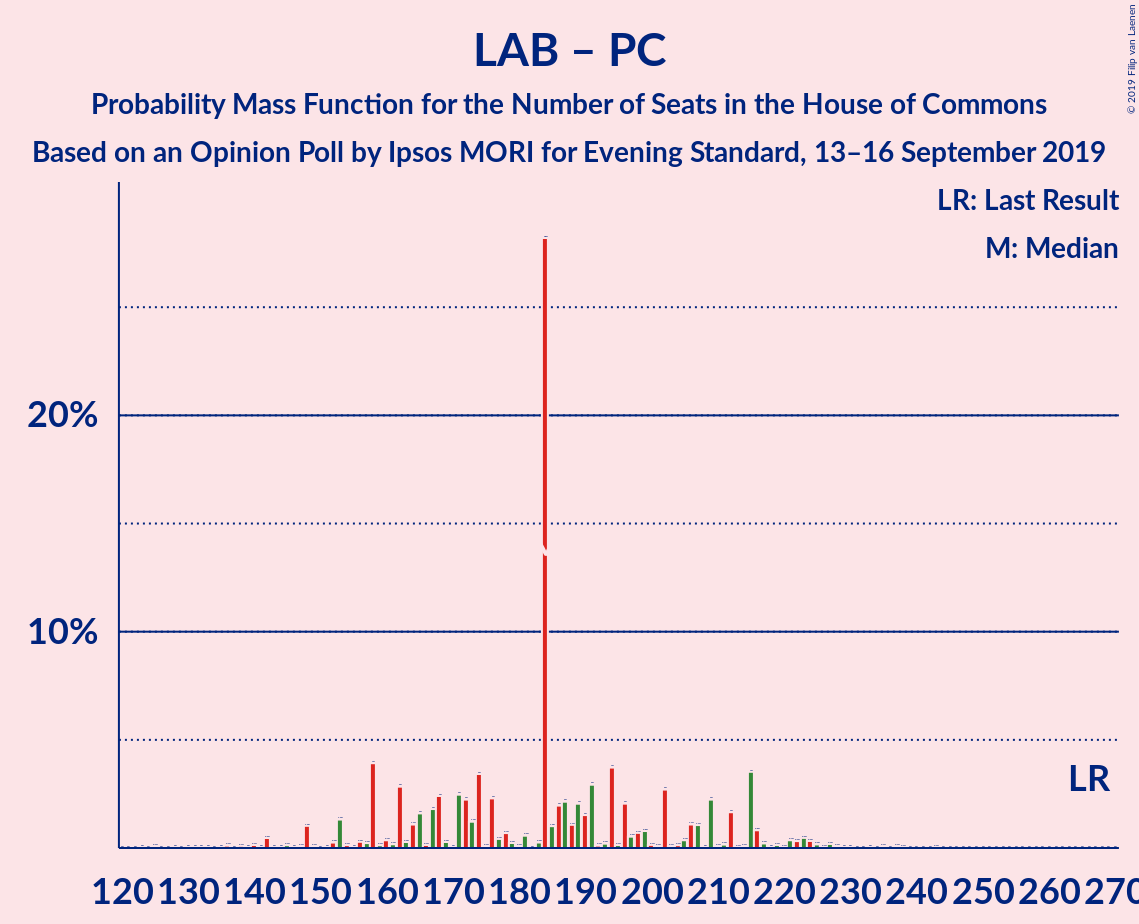 LAB – PC
Probability Mass Function for the Number of Seats in the House of Commons
Based on an Opinion Poll by Ipsos MORI for Evening Standard, 13–16 September 2019
© 2019 Filip van Laenen
LR: Last Result
M: Median
20%
10%
LR
120 130 140 150 160 170 180 190 200 210 220 230 240 250 260 270